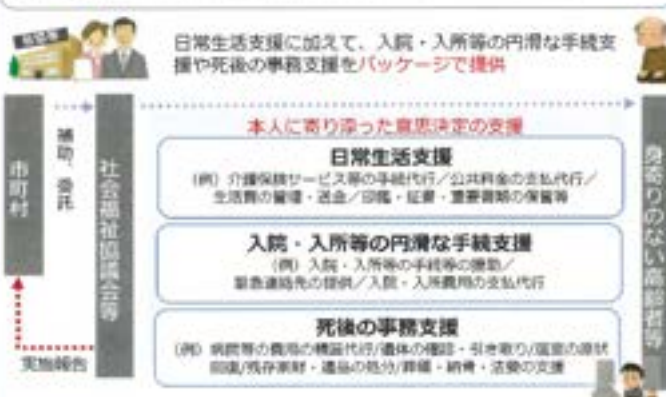 日常生活支援に加えて、入院・入所等の円滑な手続支
援や死後の事務支援をパッケージで提供
本人に寄り添った意思決定の支援
市町村
補助、委託
社会福祉協議会等
実施報告
日常生活支援
(例) 介護保険サービス等の手続代行/公共料金の支払代行/
生活費の管理・送金/印鑑・証書・重要書類の保管等
入院・入所等の円滑な手続支援
(例) 入院・入所等の手続等の援助/
緊急連絡先の提供/入院・入所費用の支払代行
死後の事務支援
(例) 病院等の費用の精算代行/遺体の確認・引き取り/居室の原状
回復/残存家財・遺品の処分/葬儀・納骨・法要の支援
身寄りのない高齢者等